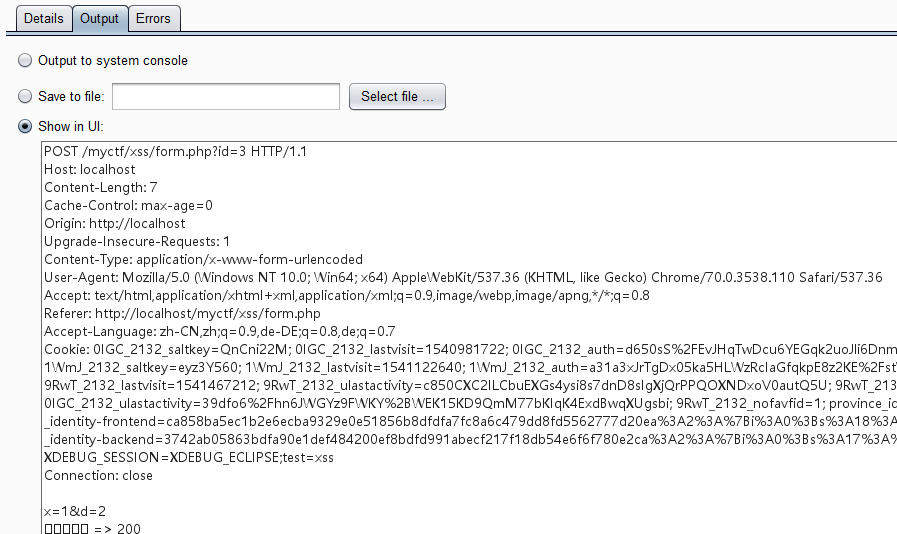 Details Output Errors
Output to system console
Save to file: Select file ...
Show in UI:
POST /myctf/xss/form.php?id=3 HTTP/1.1
Host: localhost
Content-Length: 7
Cache-Control: max-age=0
Origin: http://localhost
Upgrade-Insecure-Requests: 1
Content-Type: application/x-www-form-urlencoded
User-Agent: Mozilla/5.0 (Windows NT 10.0; Win64; x64) AppleWebKit/537.36 (KHTML, like Gecko) Chrome/70.0.3538.110 Safari/537.36
Accept: text/html,application/xhtml+xml,application/xml;q=0.9,image/webp,image/apng,*/*;q=0.8
Referer: http://localhost/myctf/xss/form.php
Accept-Language: zh-CN,zh;q=0.9,de-DE;q=0.8,de;q=0.7
Cookie: 0IGC_2132_saltkey=QnCni22M; 0IGC_2132_lastvisit=1540981722; 0IGC_2132_auth=d650sS%2FEvJHqTwDcu6YEGqk2uoJli6Dnm
1WmJ_2132_saltkey=eyz3Y560; 1WmJ_2132_lastvisit=1541122640; 1WmJ_2132_auth=a31a3xJrTgDx05ka5HLWzRcIaGfqkpE8z2KE%2Fst
9RwT_2132_lastvisit=1541467212; 9RwT_2132_ulastactivity=c850CXC2ILCbuEXGs4ysi8s7dnD8sIgXjQrPPQOXNDxoV0autQ5U; 9RwT_213
0IGC_2132_ulastactivity=39dfo6%2Fhn6JWGYz9FWKY%2BWEK15KD9QmM77bKIqK4ExdBwqXUgsbi; 9RwT_2132_nofavfid=1; province_id
_identity-frontend=ca858ba5ec1b2e6ecba9329e0e51856b8dfdfa7fc8a6c479dd8fd5562777d20ea%3A2%3A%7Bi%3A0%3Bs%3A18%3A
_identity-backend=3742ab05863bdfa90e1def484200ef8bdfd991abecf217f18db54e6f6f780e2ca%3A2%3A%7Bi%3A0%3Bs%3A17%3A%
XDEBUG_SESSION=XDEBUG_ECLIPSE;test=xss
Connection: close
x=1&d=2
□□□□□ => 200